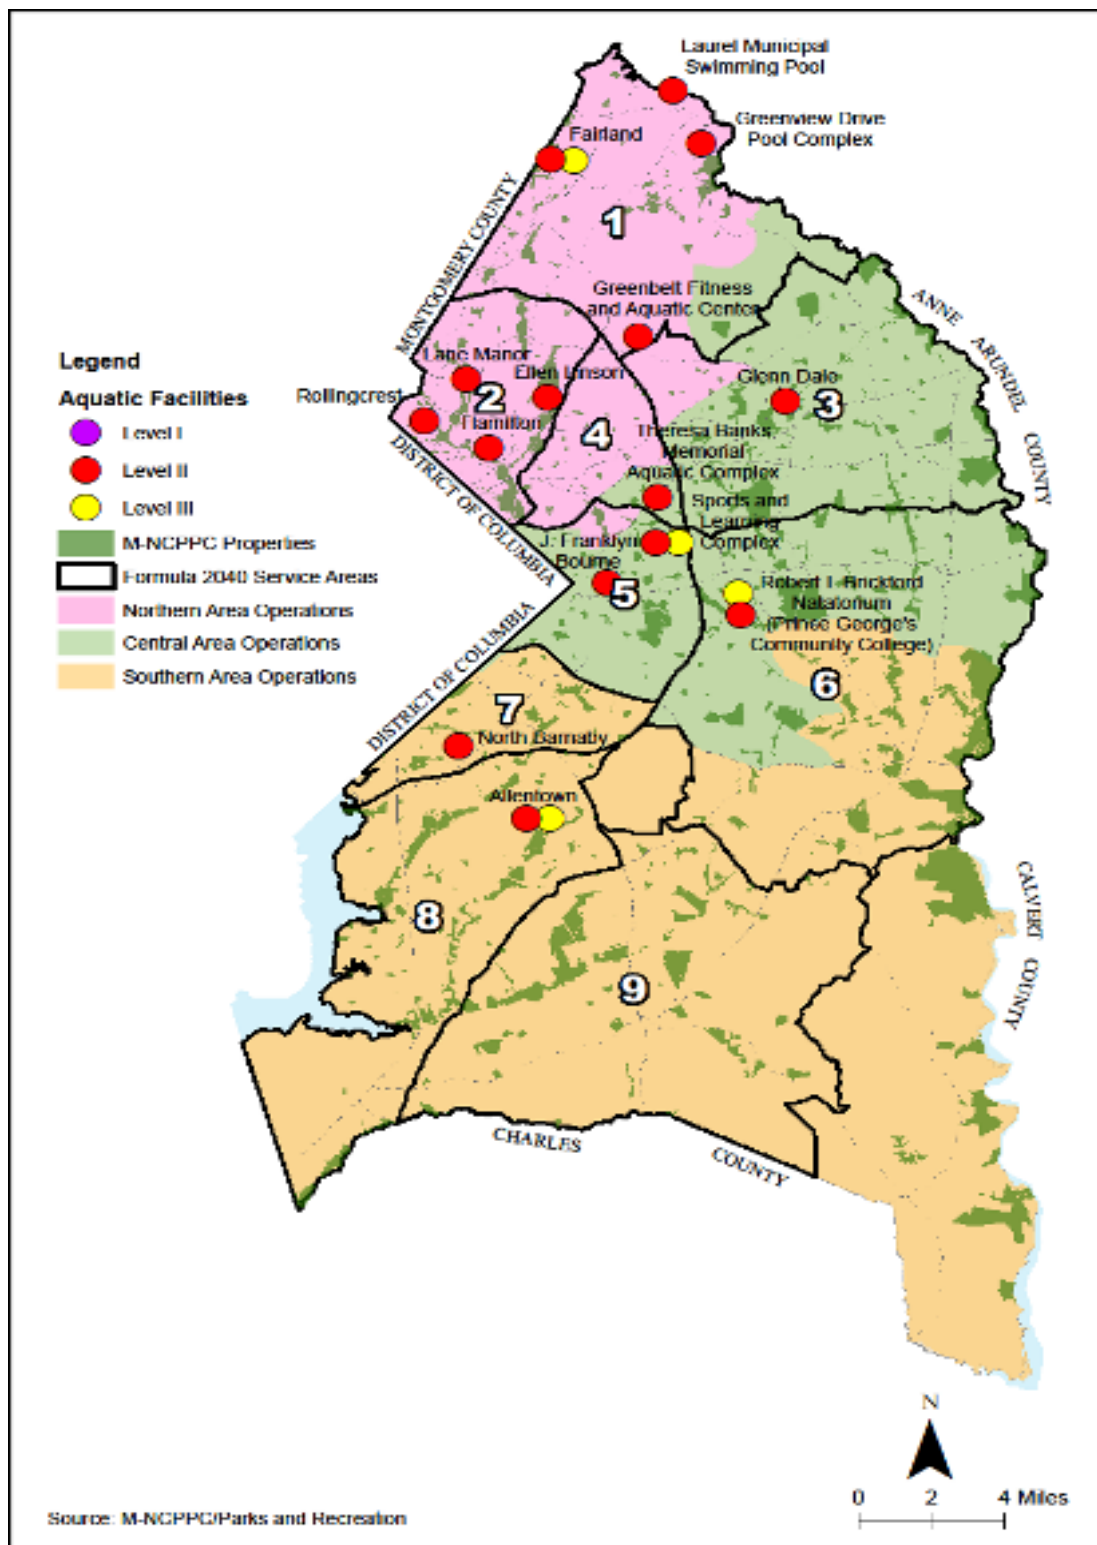 Laurel Municipal
Swimming Pool
Greenview Drive
Pool Complex
Fairland
MONTGOMERY COUNTY
1
Greenbelt Fitness
and Aquatic Center
ANNE ARUNDEL COUNTY
Legend
Aquatic Facilities
Level I
Level II
Level III
M-NCPPC Properties
Formula 2040 Service Areas
Northern Area Operations
Central Area Operations
Southern Area Operations
Lane Manor
Ellen Linson
Rollingcrest
2
Hamilton
Glenn Dale
3
4
Theresa Banks
Memorial
Aquatic Complex
DISTRICT OF COLUMBIA
Sports and
Learning
Complex
J. Franklyn
Bourne
5
Robert I. Bickford
Natatorium
(Prince George's
Community College)
DISTRICT OF COLUMBIA
6
7
North Barnaby
Allentown
8
9
CALVERT COUNTY
CHARLES COUNTY
N
0 2 4 Miles
Source: M-NCPPC/Parks and Recreation